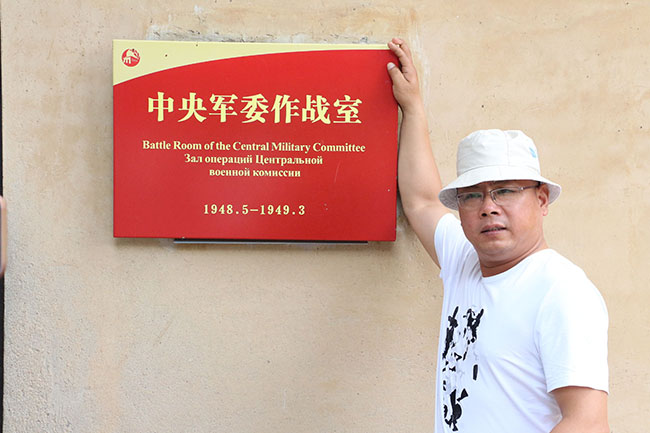 中央军委作战室
Battle Room of the Central Military Committee
Зал операций Центральной
военной комиссии
1948.5-1949.3